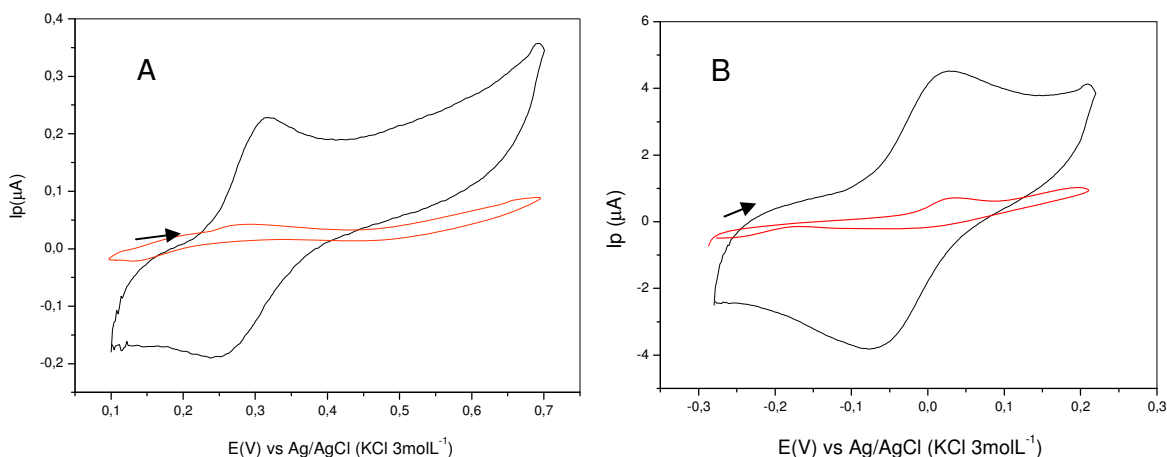 A
0,4
0,3
0,2
0,1
0,0
-0,1
-0,2
Ip(μA)
0,1 0,2 0,3 0,4 0,5 0,6 0,7
E(V) vs Ag/AgCl (KCl 3molL⁻¹)
B
6
4
2
0
-2
-4
Ip (μA)
-0,3 -0,2 -0,1 0,0 0,1 0,2 0,3
E(V) vs Ag/AgCl (KCl 3molL⁻¹)